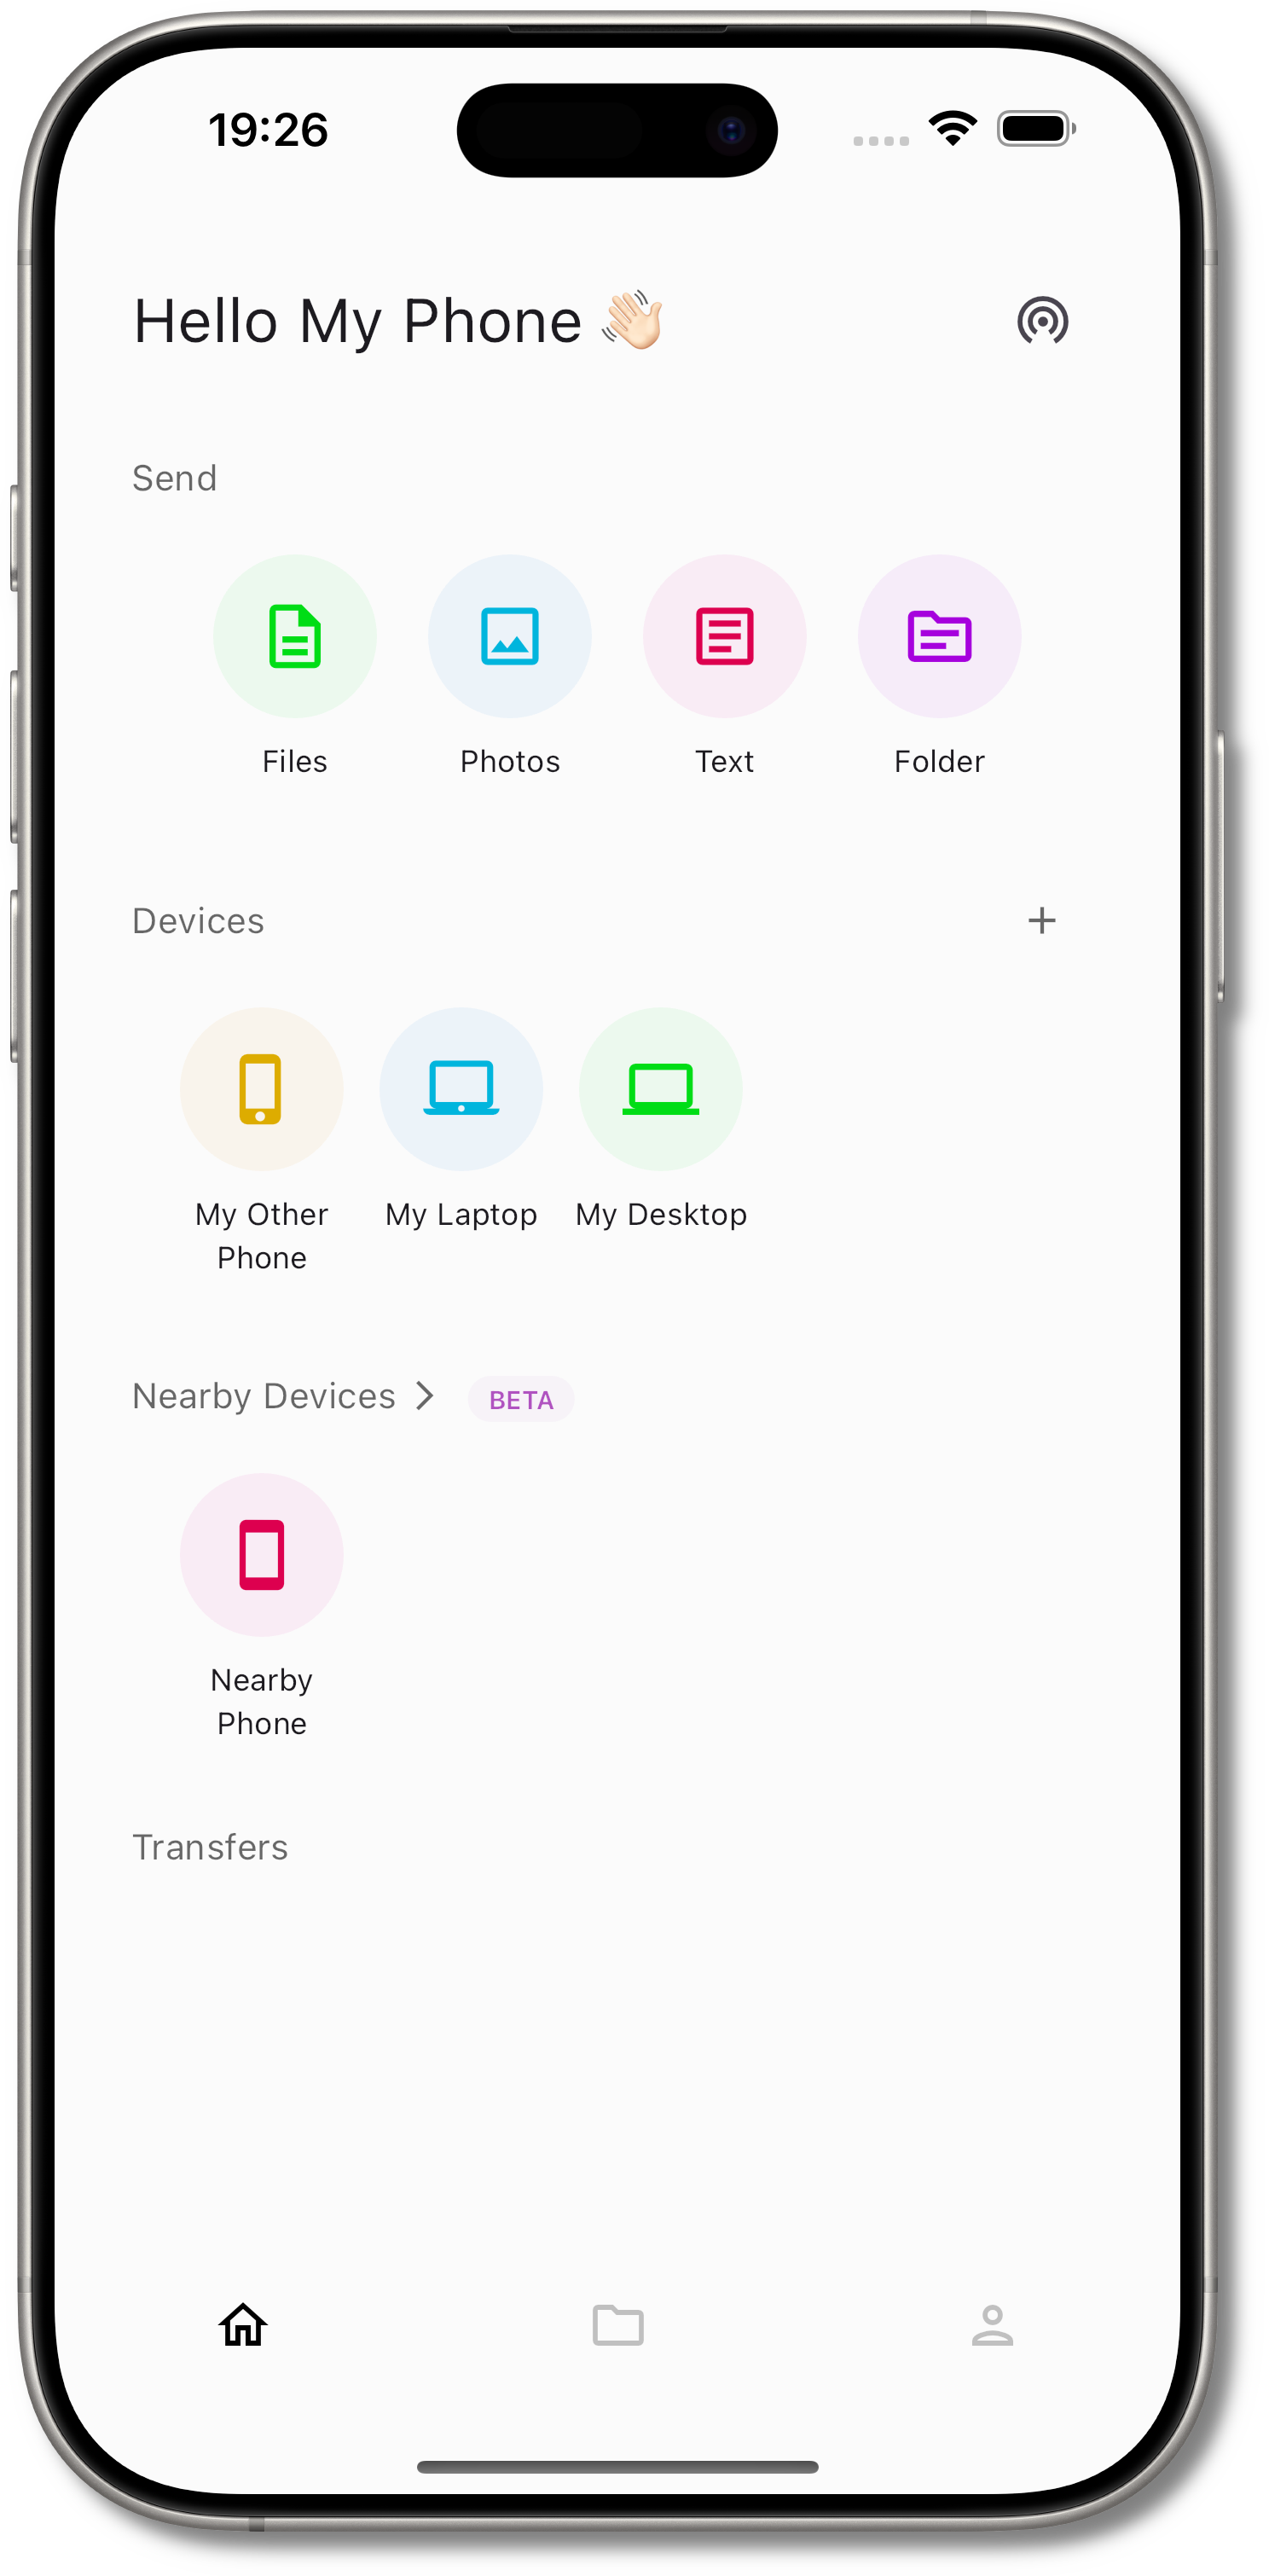 19:26
Hello My Phone 👋🏻
Send
Files Photos Text Folder
Devices +
My Other Phone
My Laptop
My Desktop
Nearby Devices > BETA
Nearby Phone
Transfers